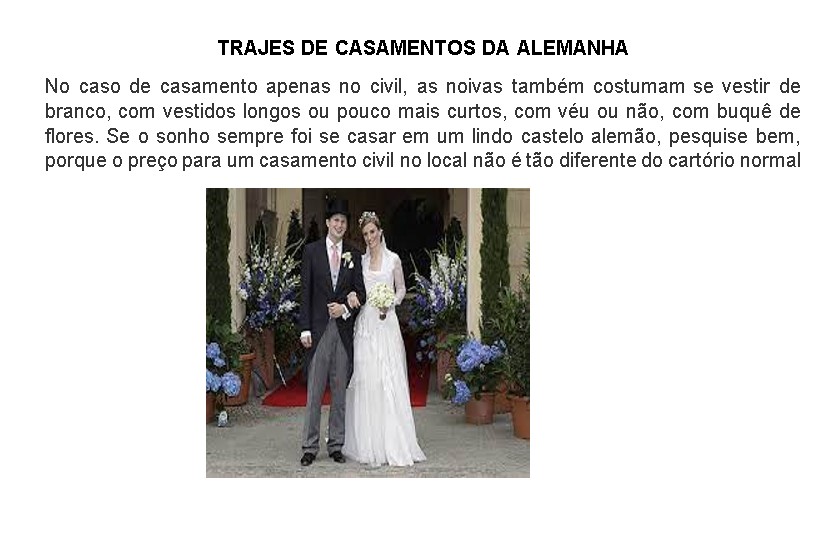 TRAJES DE CASAMENTOS DA ALEMANHA
No caso de casamento apenas no civil, as noivas também costumam se vestir de
branco, com vestidos longos ou pouco mais curtos, com véu ou não, com buquê de
flores. Se o sonho sempre foi se casar em um lindo castelo alemão, pesquise bem,
porque o preço para um casamento civil no local não é tão diferente do cartório normal